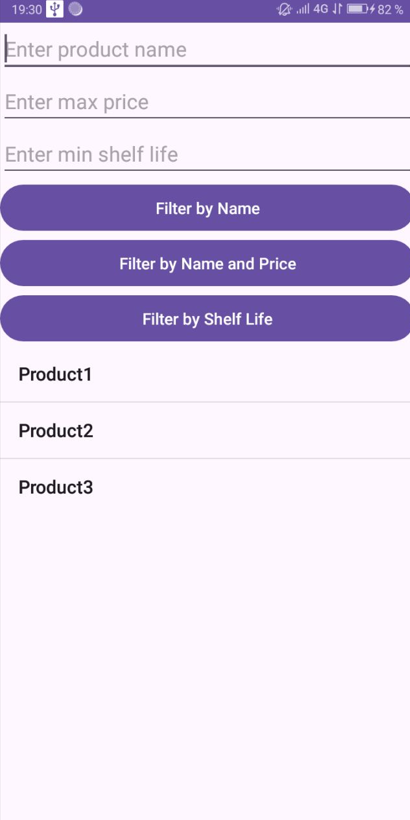 19:30 4G 82 %
Enter product name
Enter max price
Enter min shelf life
Filter by Name
Filter by Name and Price
Filter by Shelf Life
Product1
Product2
Product3